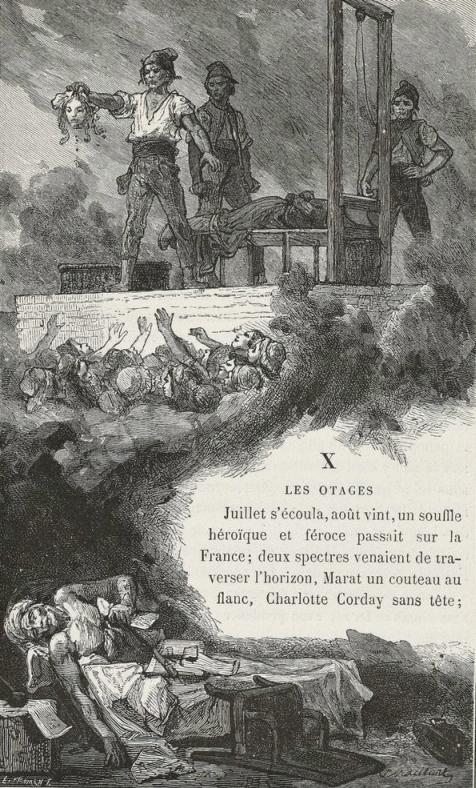 X
LES OTAGES
Juillet s'écoula, août vint, un souffle
héroïque et féroce passait sur la
France; deux spectres venaient de tra-
verser l'horizon, Marat un couteau au
flanc, Charlotte Corday sans tête;